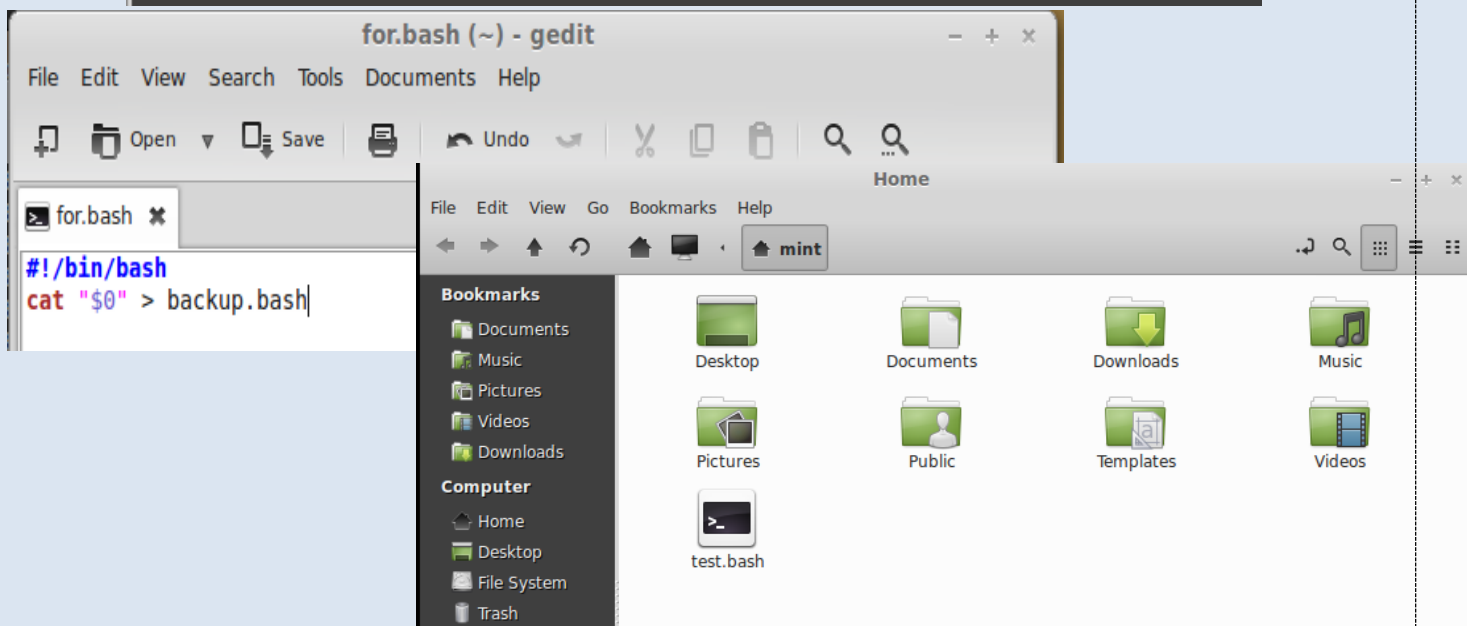 for.bash (~) - gedit
File Edit View Search Tools Documents Help
Open Save Undo
for.bash
#!/bin/bash
cat "$0" > backup.bash
Home
File Edit View Go Bookmarks Help
mint
Bookmarks
Documents
Music
Pictures
Videos
Downloads
Computer
Home
Desktop
File System
Trash
Desktop Documents Downloads Music
Pictures Public Templates Videos
test.bash